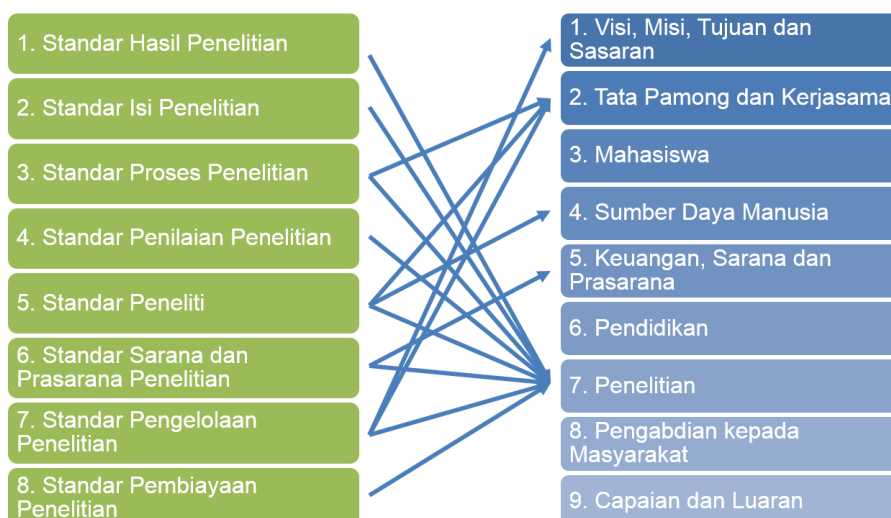 1. Standar Hasil Penelitian
2. Standar Isi Penelitian
3. Standar Proses Penelitian
4. Standar Penilaian Penelitian
5. Standar Peneliti
6. Standar Sarana dan
Prasarana Penelitian
7. Standar Pengelolaan
Penelitian
8. Standar Pembiayaan
Penelitian
1. Visi, Misi, Tujuan dan
Sasaran
2. Tata Pamong dan Kerjasama
3. Mahasiswa
4. Sumber Daya Manusia
5. Keuangan, Sarana dan
Prasarana
6. Pendidikan
7. Penelitian
8. Pengabdian kepada
Masyarakat
9. Capaian dan Luaran